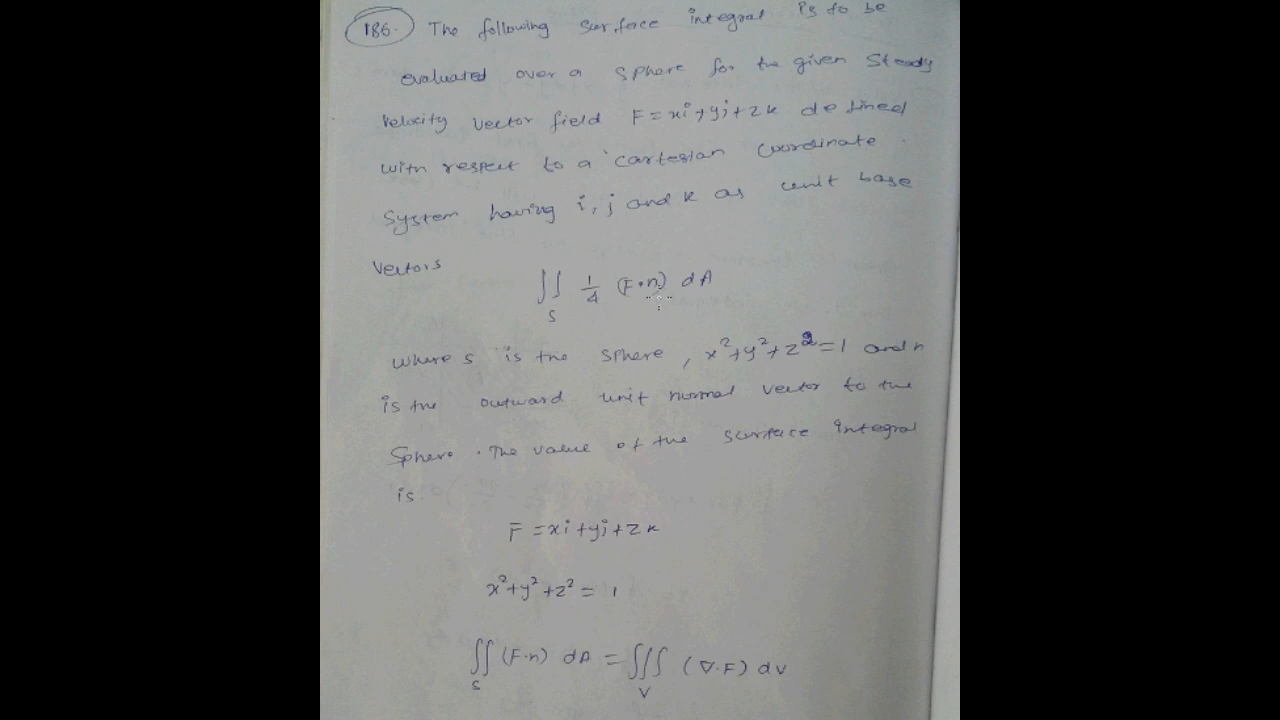 186. The following surface integral is to be
evaluated over a sphere for the given steady
velocity vector field F = xi+yj+zk defined
with respect to a cartesian coordinate
System having i, j and k as unit base
Vectors
∬ 1/4 (F·n) dA
S
where s is the sphere, x²+y²+z²=1 and n
is the outward unit normal vector to the
Sphere. The value of the surface integral
is
F = xi+yj+zk
x²+y²+z² = 1
∬ (F·n) dA = ∭ (∇·F) dv
S V